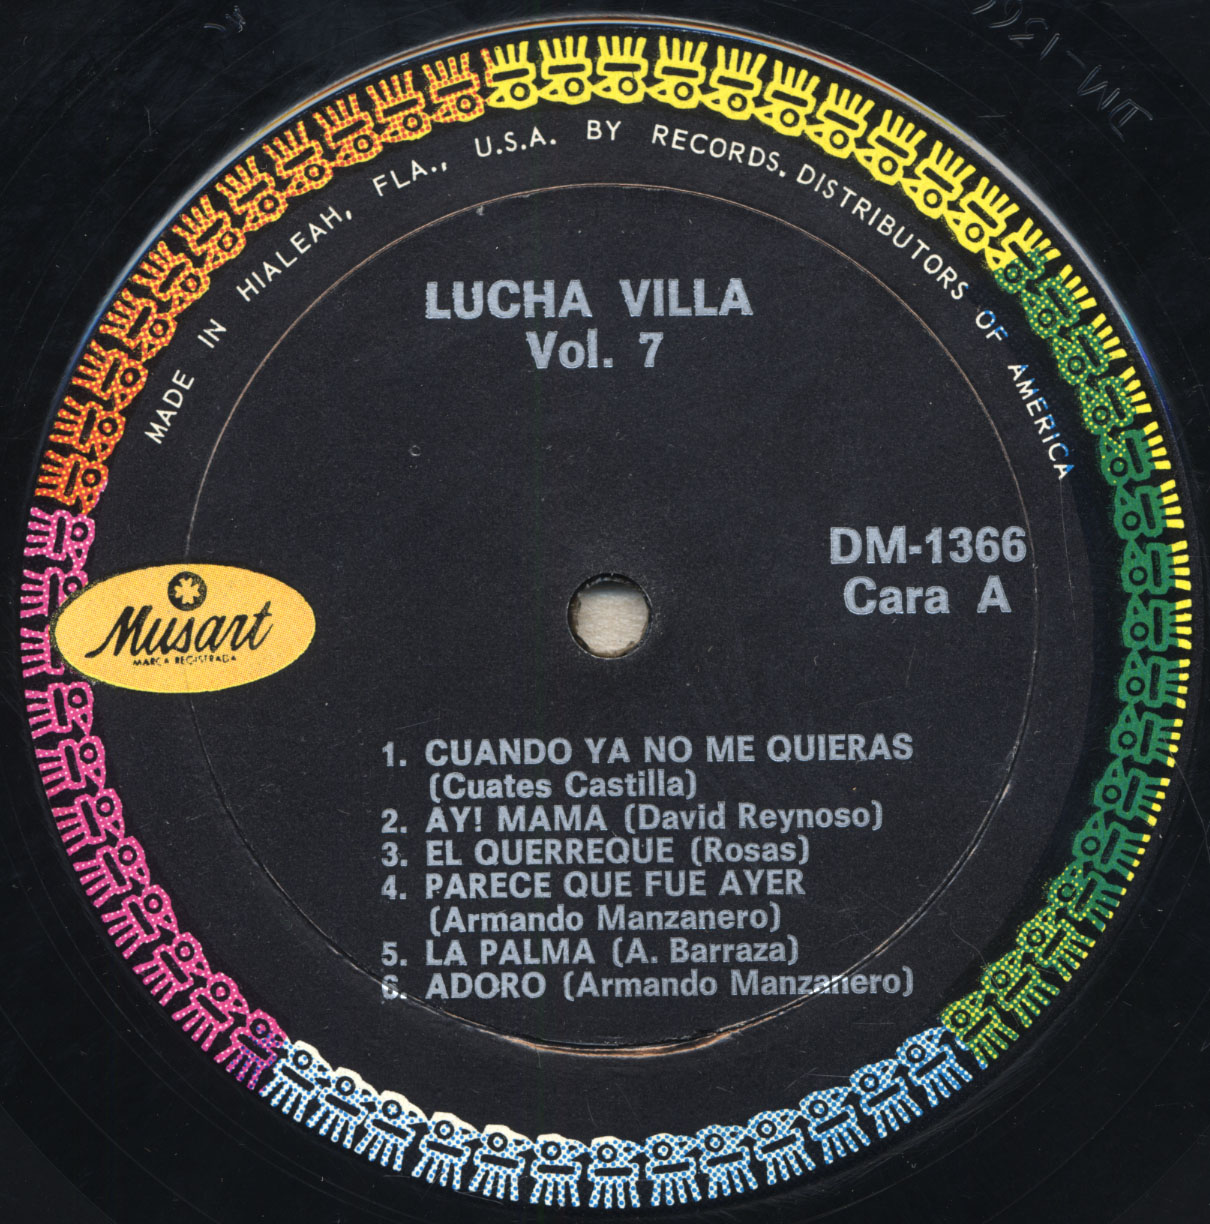 MADE IN HIALEAH, FLA., U.S.A. BY RECORDS. DISTRIBUTORS OF AMERICA
DM-1366
LUCHA VILLA
Vol. 7
DM-1366
Cara A
Musart
MARCA REGISTRADA
1. CUANDO YA NO ME QUIERAS
(Cuates Castilla)
2. AY! MAMA (David Reynoso)
3. EL QUERREQUE (Rosas)
4. PARECE QUE FUE AYER
(Armando Manzanero)
5. LA PALMA (A. Barraza)
6. ADORO (Armando Manzanero)